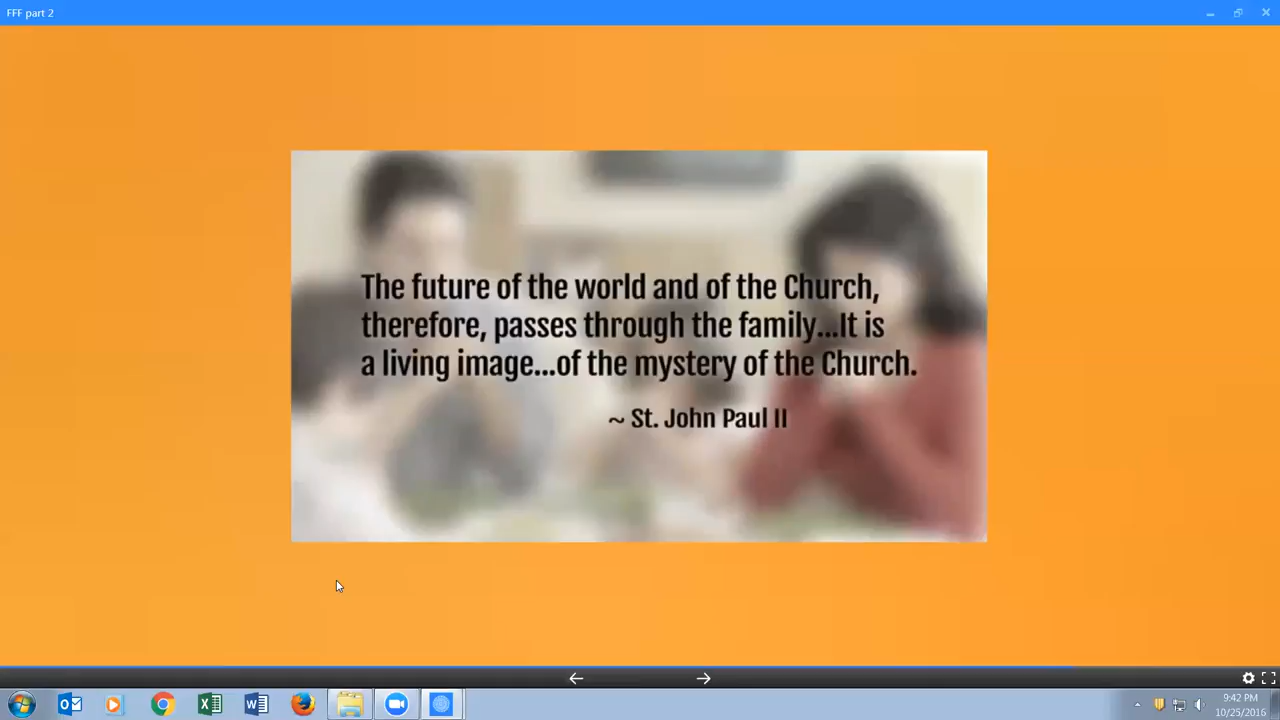 FFF part 2
The future of the world and of the Church,
therefore, passes through the family...It is
a living image...of the mystery of the Church.
~ St. John Paul II
9:42 PM
10/25/2016